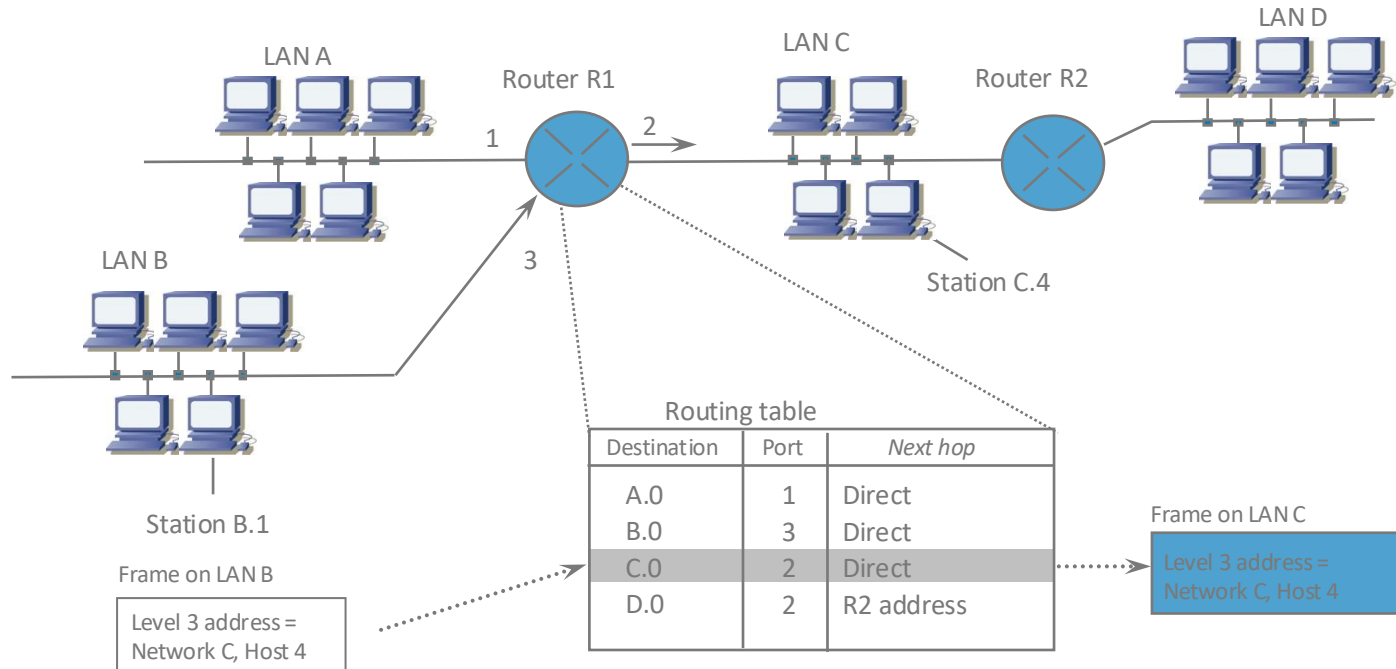 LAN D
LAN A
LAN C
Router R1
Router R2
1
2
LAN B
3
Station C.4
Routing table
Destination Port Next hop
A.0 1 Direct
B.0 3 Direct
C.0 2 Direct
D.0 2 R2 address
Station B.1
Frame on LAN B
Level 3 address =
Network C, Host 4
Frame on LAN C
Level 3 address =
Network C, Host 4